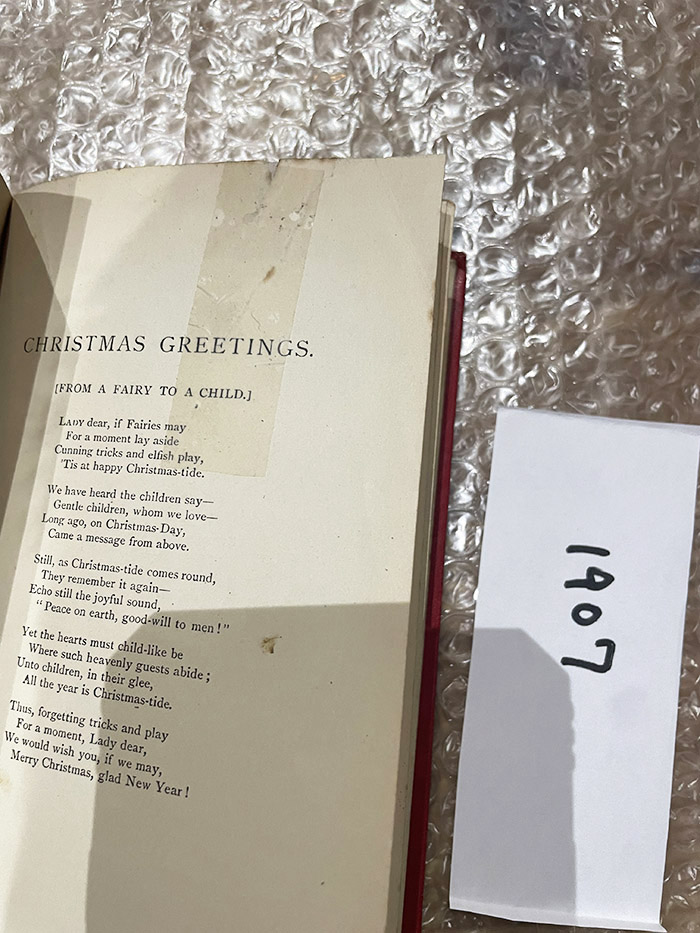 CHRISTMAS GREETINGS.
[FROM A FAIRY TO A CHILD.]
LADY dear, if Fairies may
For a moment lay aside
Cunning tricks and elfish play,
'Tis at happy Christmas-tide.
We have heard the children say—
Gentle children, whom we love—
Long ago, on Christmas-Day,
Came a message from above.
Still, as Christmas-tide comes round,
They remember it again—
Echo still the joyful sound,
"Peace on earth, good-will to men!"
Yet the hearts must child-like be
Where such heavenly guests abide;
Unto children, in their glee,
All the year is Christmas-tide.
Thus, forgetting tricks and play
For a moment, Lady dear,
We would wish you, if we may,
Merry Christmas, glad New Year!
1907